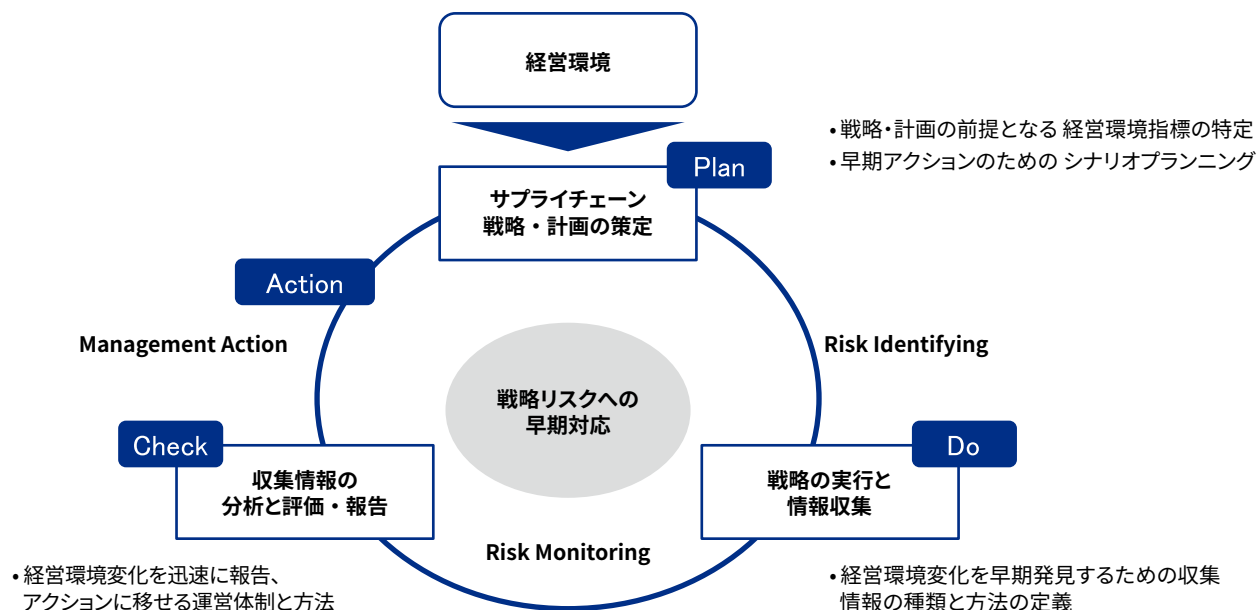 経営環境
・戦略・計画の前提となる 経営環境指標の特定
・早期アクションのための シナリオプランニング
Plan
サプライチェーン
戦略・計画の策定
Action
Management Action
Risk Identifying
戦略リスクへの
早期対応
Check
収集情報の
分析と評価・報告
Do
戦略の実行と
情報収集
Risk Monitoring
・経営環境変化を迅速に報告、
アクションに移せる運営体制と方法
・経営環境変化を早期発見するための収集
情報の種類と方法の定義